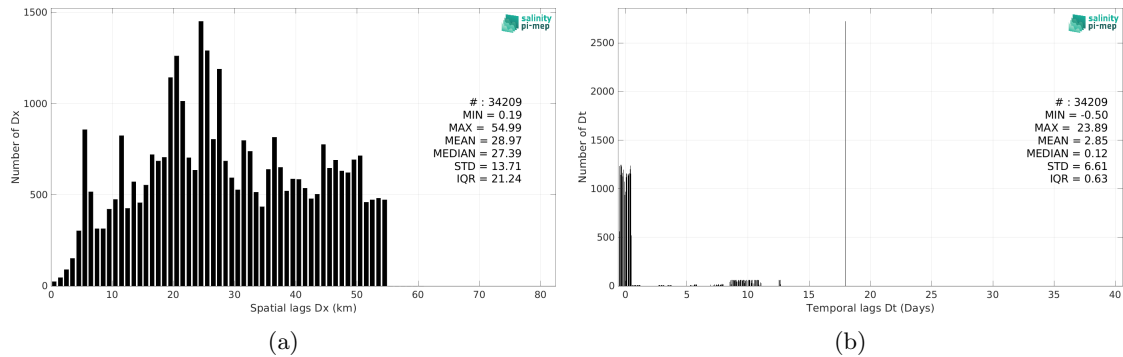 1500
1000
500
0
Number of Dx
0 10 20 30 40 50 60 70 80
Spatial lags Dx (km)
salinity
pi-mep
# : 34209
MIN = 0.19
MAX = 54.99
MEAN = 28.97
MEDIAN = 27.39
STD = 13.71
IQR = 21.24
(a)
2500
2000
1500
1000
500
0
Number of Dt
0 5 10 15 20 25 30 35 40
Temporal lags Dt (Days)
salinity
pi-mep
# : 34209
MIN = -0.50
MAX = 23.89
MEAN = 2.85
MEDIAN = 0.12
STD = 6.61
IQR = 0.63
(b)